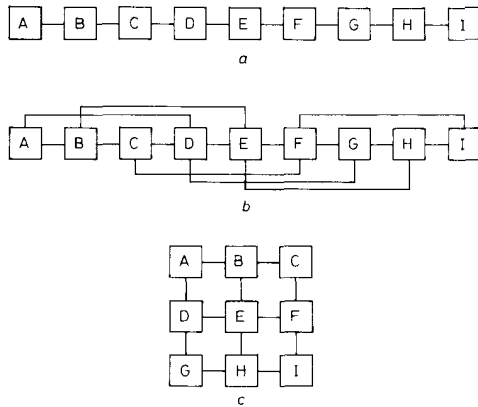 A B C D E F G H I
a
A B C D E F G H I
b
A B C
D E F
G H I
c